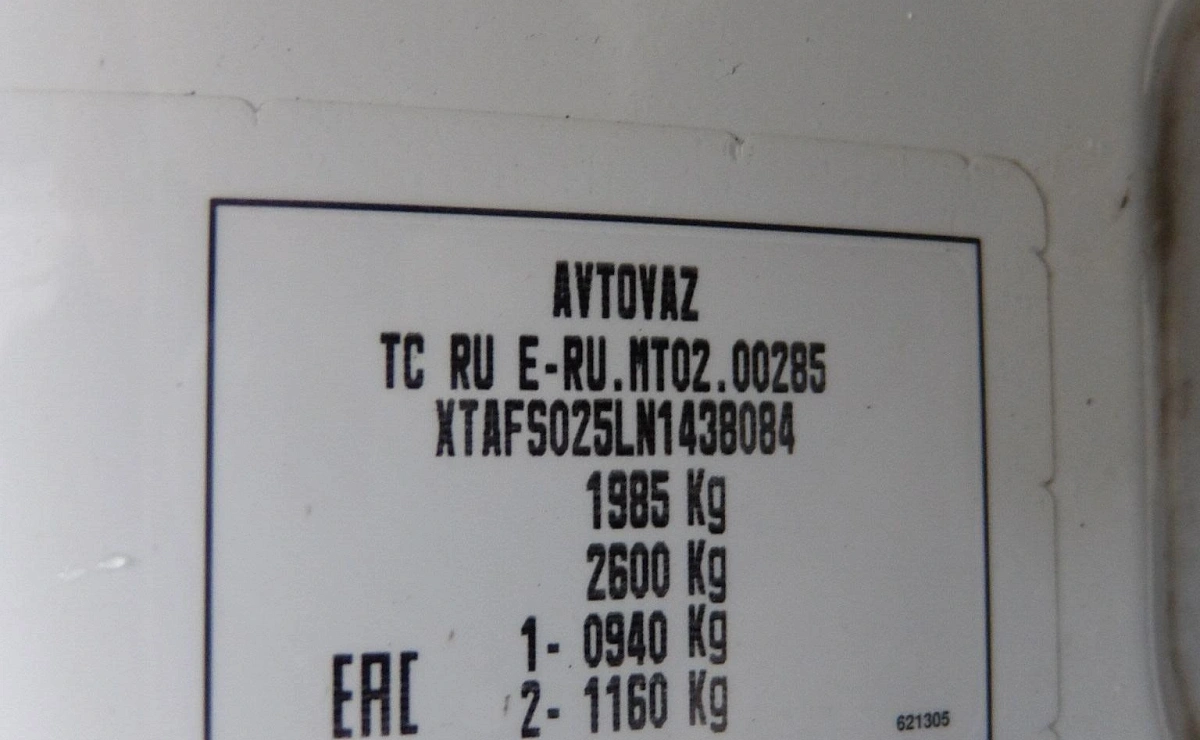 AVTOVAZ
TC RU E-RU.MT02.00285
XTAFS025LN1438084
1985 Kg
2600 Kg
1- 0940 Kg
EAC 2- 1160 Kg
621305